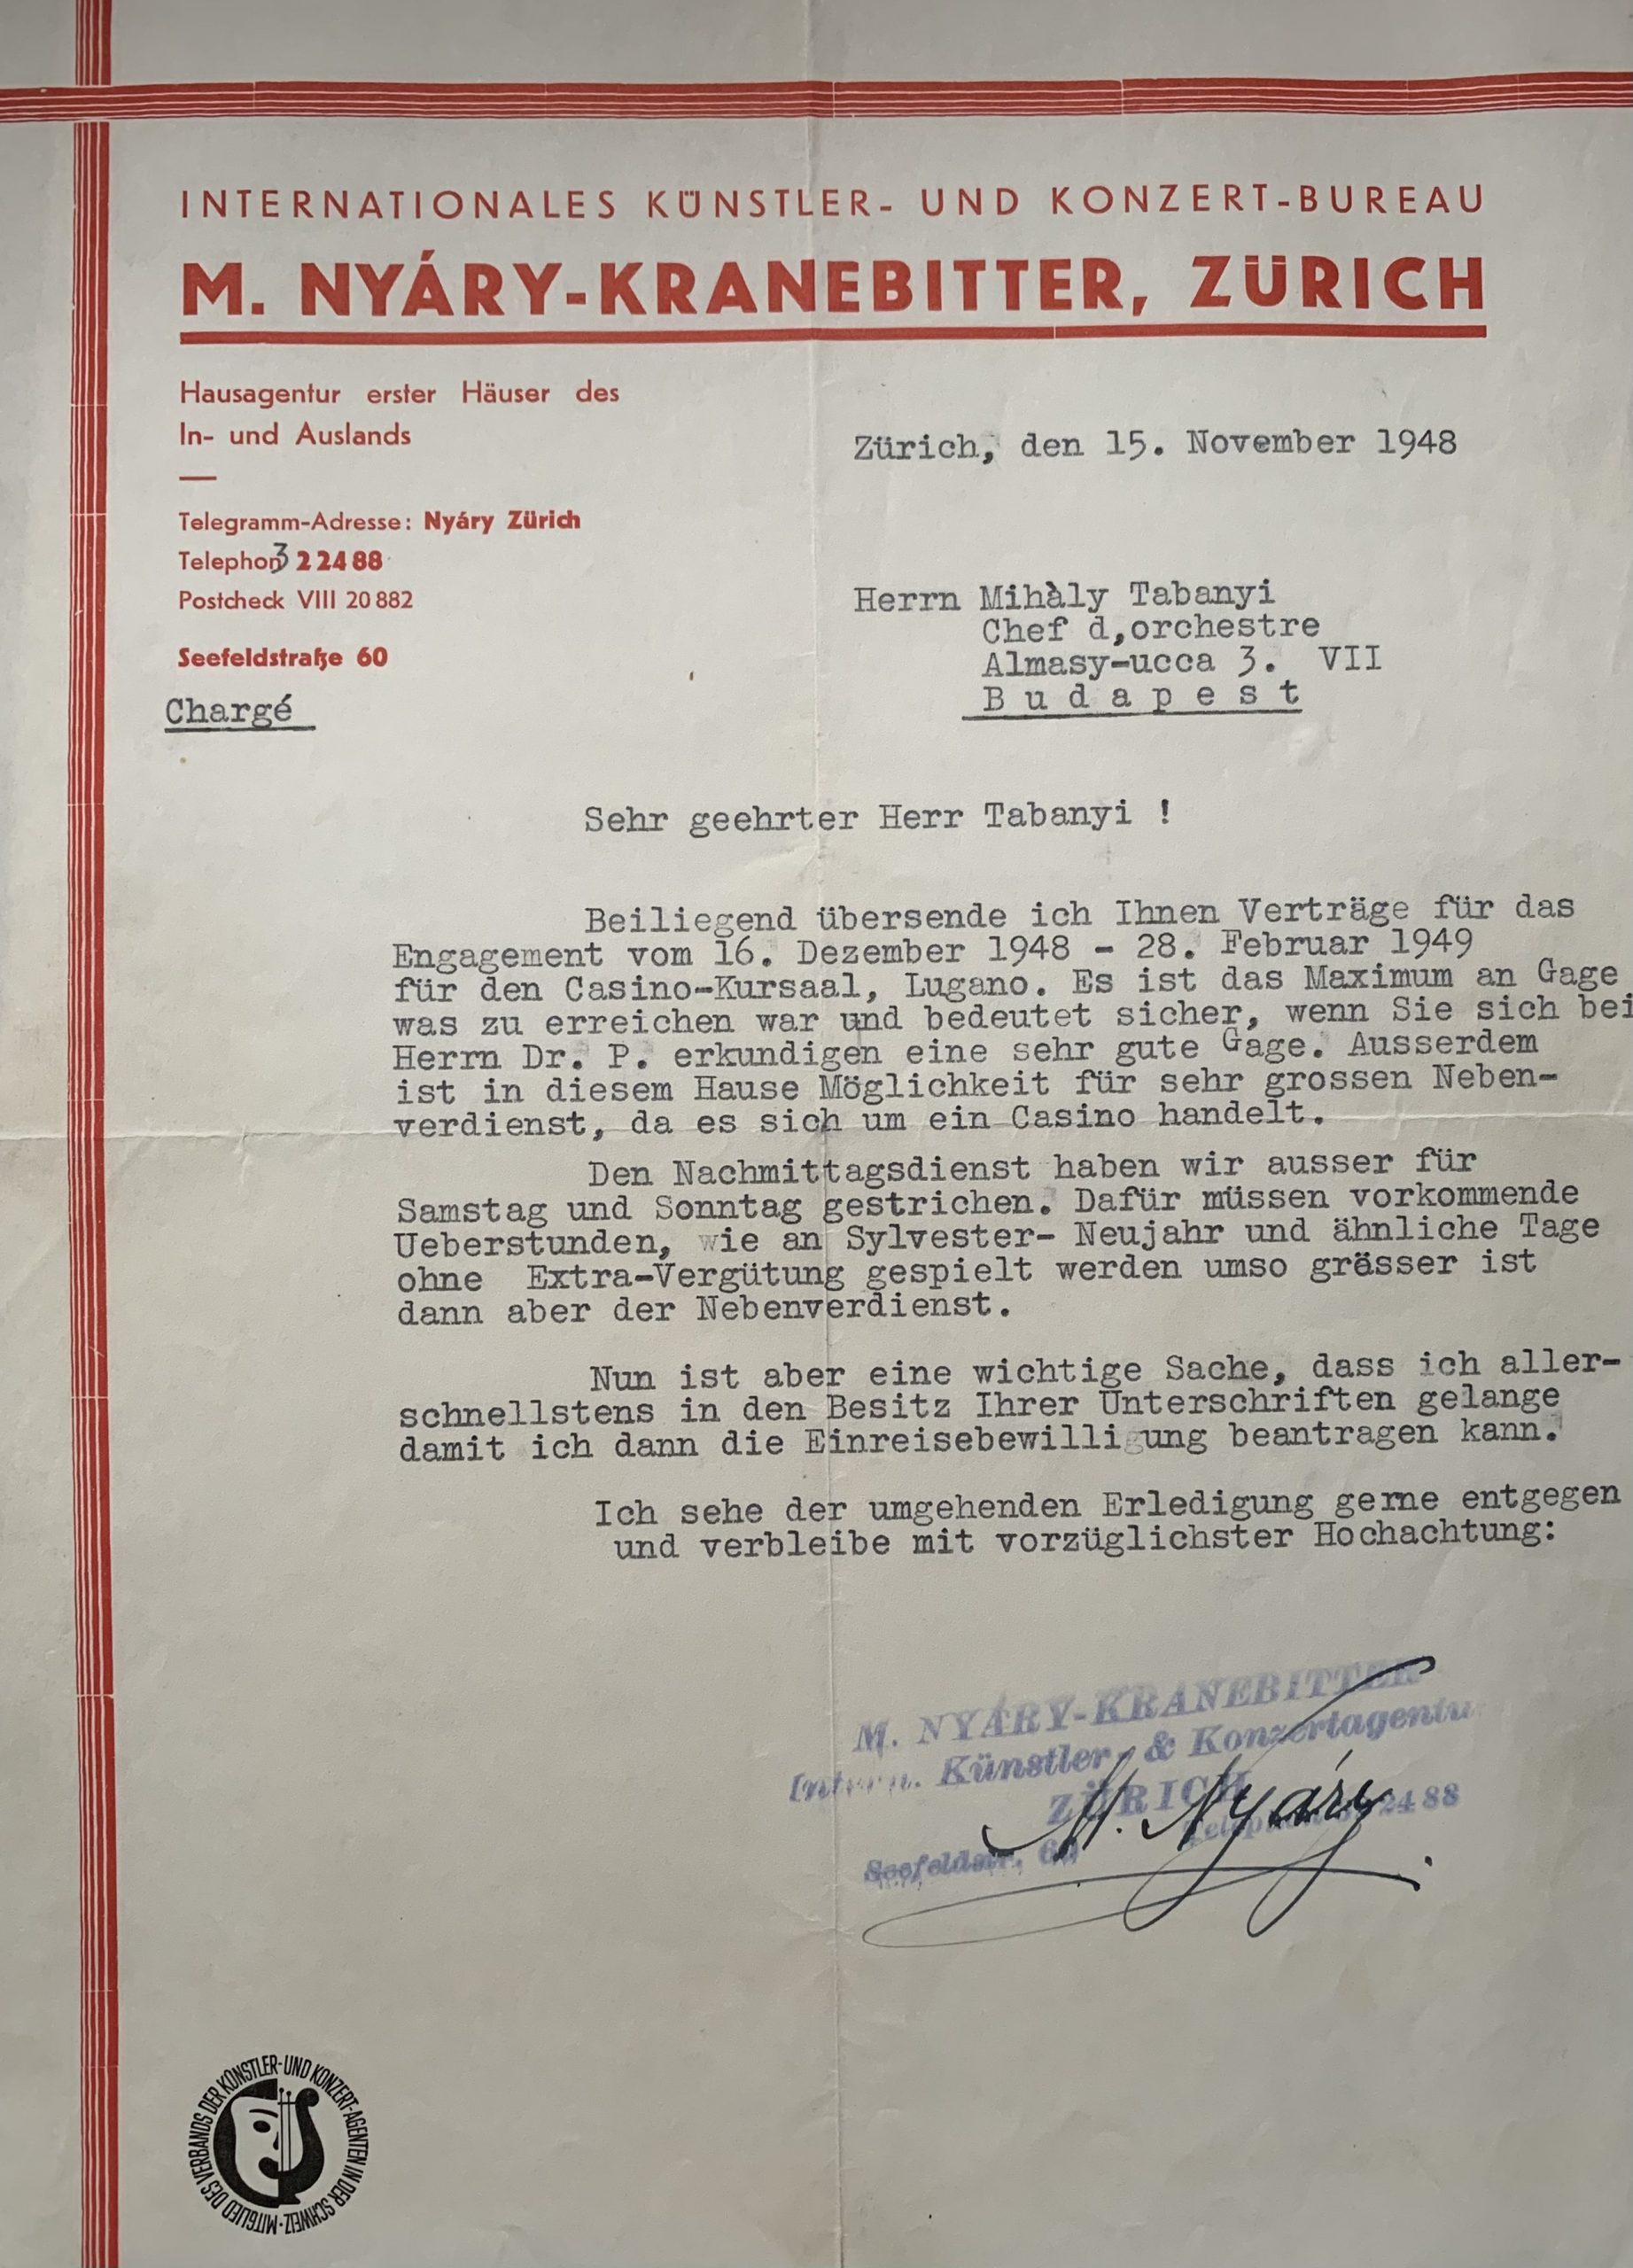 INTERNATIONALES KÜNSTLER- UND KONZERT-BUREAU
M. NYÁRY-KRANEBITTER, ZÜRICH
Hausagentur erster Häuser des
In- und Auslands
Zürich, den 15. November 1948
Telegramm-Adresse: Nyáry Zürich
Telephon 3 2 24 88
Postcheck VIII 20 882
Seefeldstraße 60
Chargé
Herrn Mihàly Tabanyi
Chef d,orchestre
Almasy-ucca 3. VII
Budapest
Sehr geehrter Herr Tabanyi !
Beiliegend übersende ich Ihnen Verträge für das
Engagement vom 16. Dezember 1948 - 28. Februar 1949
für den Casino-Kursaal, Lugano. Es ist das Maximum an Gage
was zu erreichen war und bedeutet sicher, wenn Sie sich bei
Herrn Dr. P. erkundigen eine sehr gute Gage. Ausserdem
ist in diesem Hause Möglichkeit für sehr grossen Neben-
verdienst, da es sich um ein Casino handelt.
Den Nachmittagsdienst haben wir ausser für
Samstag und Sonntag gestrichen. Dafür müssen vorkommende
Ueberstunden, wie an Sylvester- Neujahr und ähnliche Tage
ohne Extra-Vergütung gespielt werden umso grässer ist
dann aber der Nebenverdienst.
Nun ist aber eine wichtige Sache, dass ich aller-
schnellstens in den Besitz Ihrer Unterschriften gelange
damit ich dann die Einreisebewilligung beantragen kann.
Ich sehe der umgehenden Erledigung gerne entgegen
und verbleibe mit vorzüglichster Hochachtung:
M. NYÁRY-KRANEBITTER
Intern. Künstler- & Konzertagentu
ZÜRICH
Seefeldstr. 60 Telephon 24 88
M. Nyáry
MITGLIED DES VERBANDS DER KÜNSTLER- UND KONZERT-AGENTEN IN DER SCHWEIZ